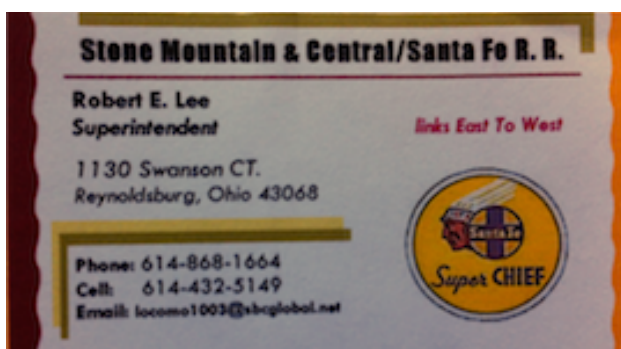 Stone Mountain & Central/Santa Fe R. R.
Robert E. Lee
Superintendent
links East To West
1130 Swanson CT.
Reynoldsburg, Ohio 43068
Phone: 614-868-1664
Cell: 614-432-5149
Email: locomo1003@sbcglobal.net
Santa Fe
Super CHIEF